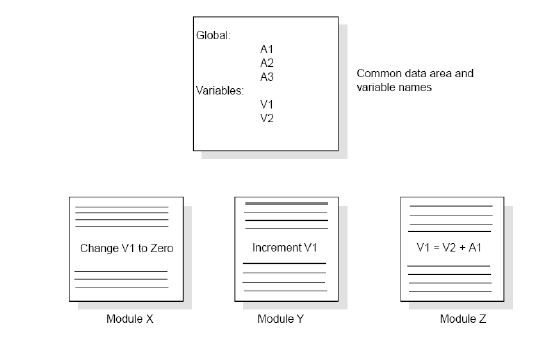 Global:
A1
A2
A3
Variables:
V1
V2
Common data area and
variable names
Change V1 to Zero
Increment V1
V1 = V2 + A1
Module X
Module Y
Module Z